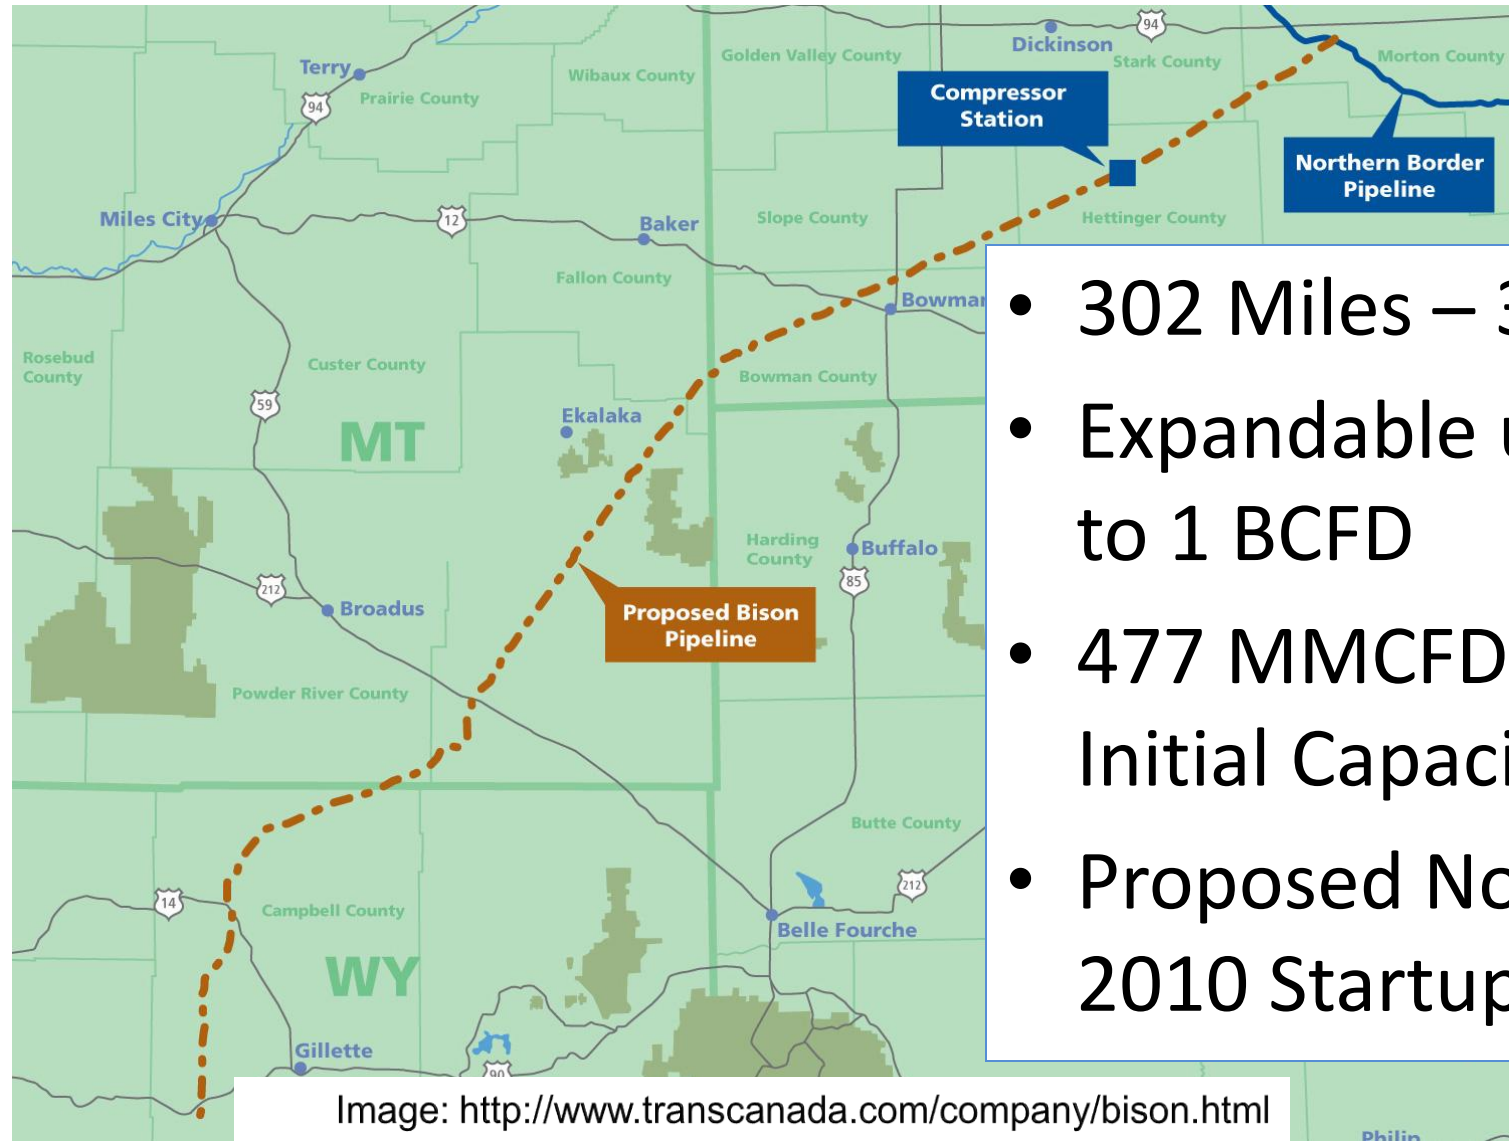 94
Dickinson
Terry
Prairie County
94
Wibaux County
Golden Valley County
Stark County
Morton County
Compressor
Station
Northern Border
Pipeline
Miles City
12
Baker
Slope County
Hettinger County
Fallon County
Bowman
Rosebud
County
Custer County
Bowman County
59
MT
Ekalaka
Harding
County
Buffalo
85
212
Broadus
Proposed Bison
Pipeline
Powder River County
Butte County
14
Campbell County
212
Belle Fourche
WY
Gillette
90
Philip
• 302 Miles –
• Expandable
to 1 BCFD
• 477 MMCFD
Initial
• Proposed
2010 Startup
Image: http://www.transcanada.com/company/bison.html